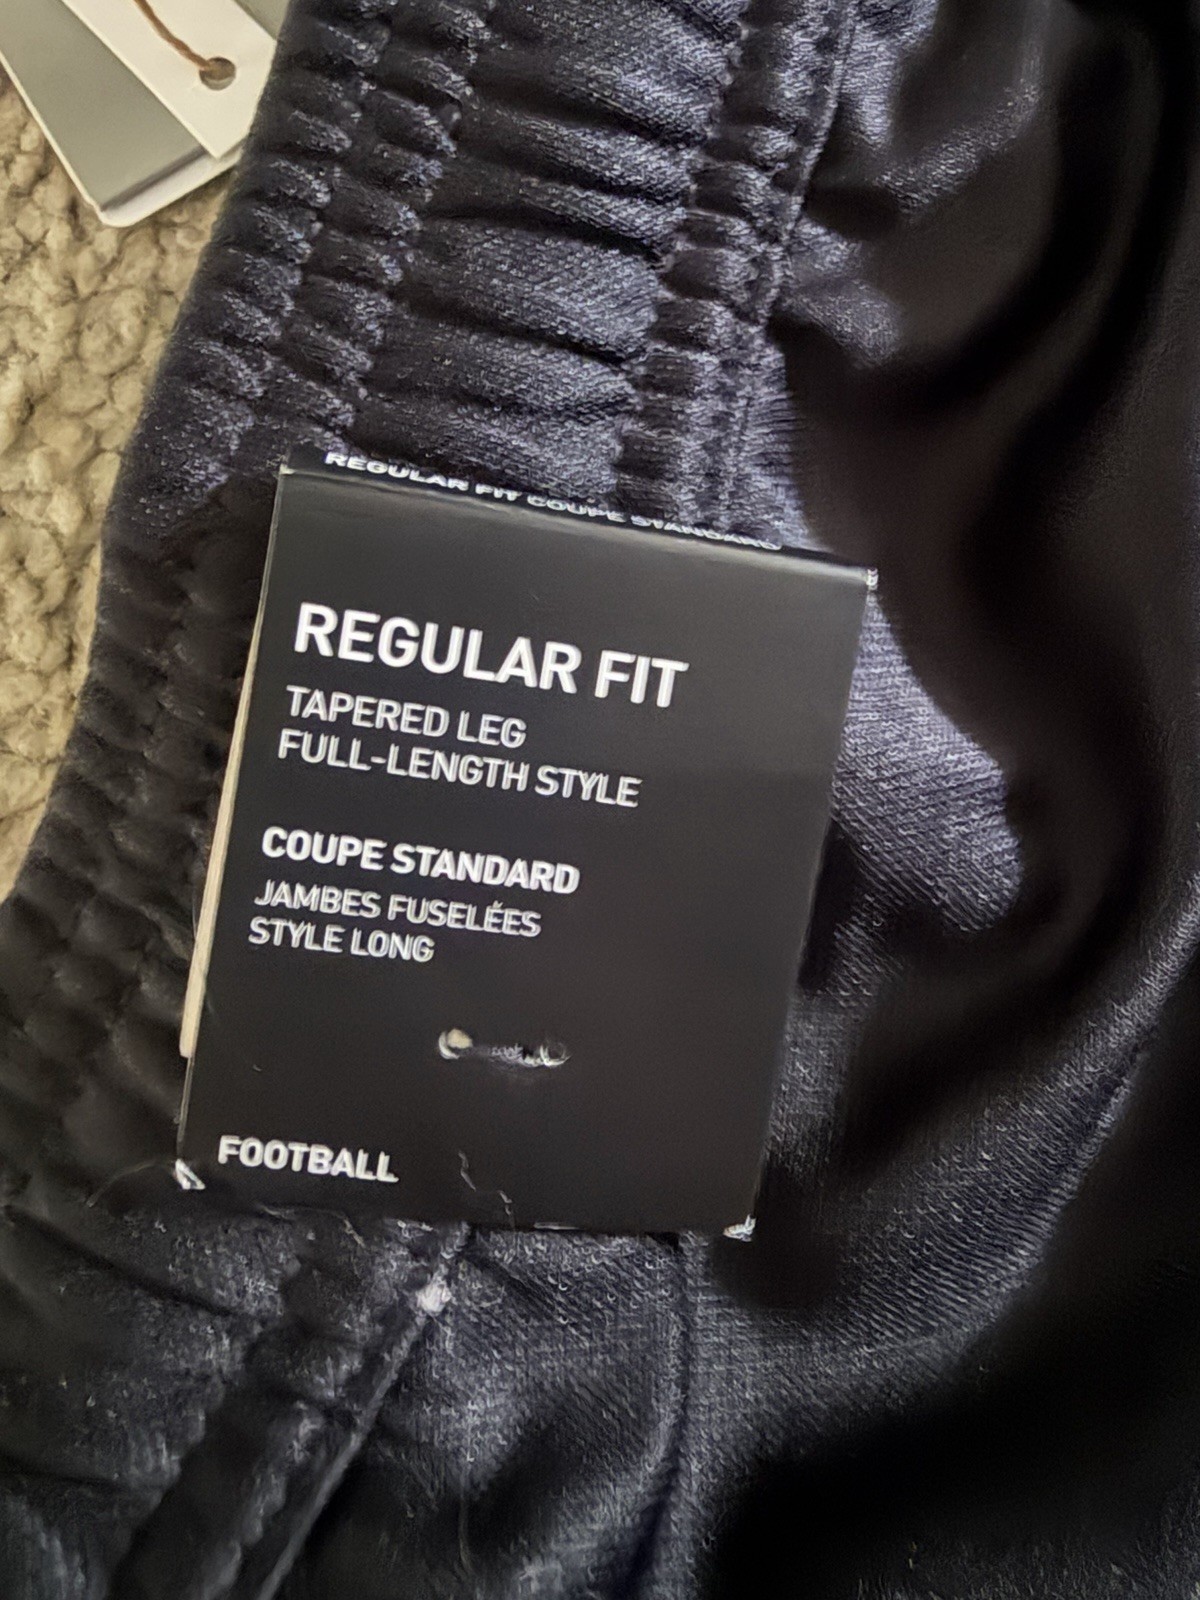 REGULAR FIT COUPE STANDARD
REGULAR FIT
TAPERED LEG
FULL-LENGTH STYLE
COUPE STANDARD
JAMBES FUSELÉES
STYLE LONG
FOOTBALL